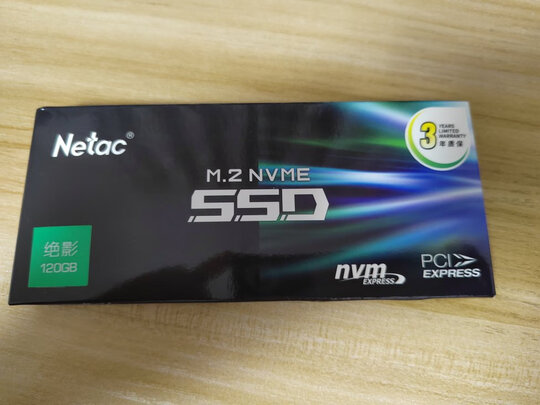 Netac®
3 YEARS
LIMITED
WARRANTY
年质保
M.2 NVME
SSD
绝影
120GB
nvm
EXPRESS
PCI
EXPRESS